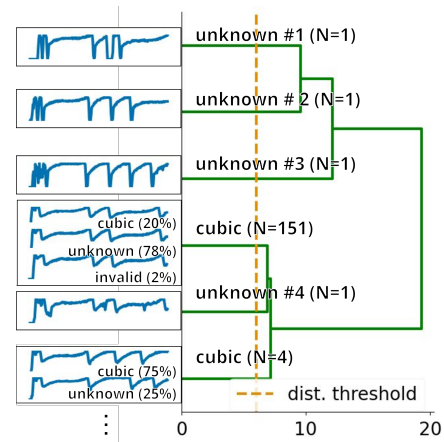 unknown #1 (N=1)
unknown # 2 (N=1)
unknown #3 (N=1)
cubic (20%)
unknown (78%)
invalid (2%)
cubic (N=151)
unknown #4 (N=1)
cubic (N=4)
cubic (75%)
unknown (25%)
dist. threshold
⋮
0 10 20